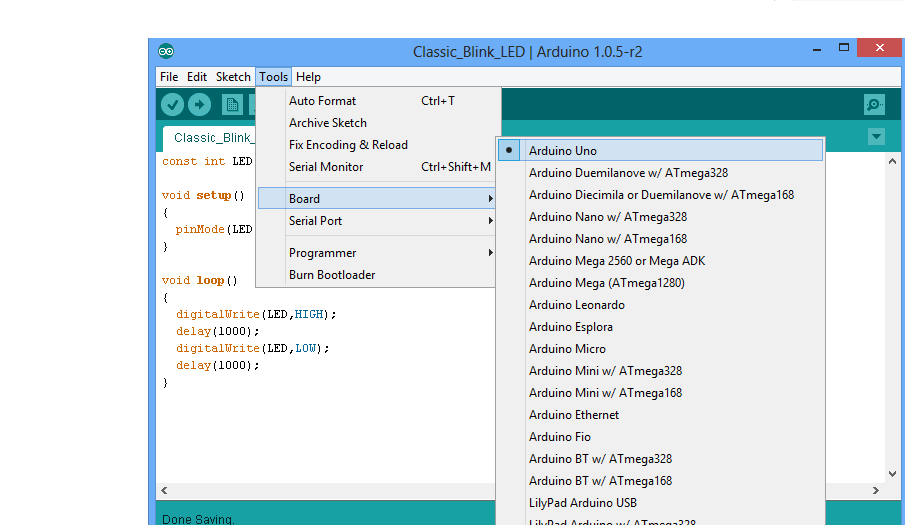 Classic_Blink_LED | Arduino 1.0.5-r2
File Edit Sketch Tools Help
Auto Format Ctrl+T
Archive Sketch
Fix Encoding & Reload
Serial Monitor Ctrl+Shift+M
Board
Serial Port
Programmer
Burn Bootloader
Arduino Uno
Arduino Duemilanove w/ ATmega328
Arduino Diecimila or Duemilanove w/ ATmega168
Arduino Nano w/ ATmega328
Arduino Nano w/ ATmega168
Arduino Mega 2560 or Mega ADK
Arduino Mega (ATmega1280)
Arduino Leonardo
Arduino Esplora
Arduino Micro
Arduino Mini w/ ATmega328
Arduino Mini w/ ATmega168
Arduino Ethernet
Arduino Fio
Arduino BT w/ ATmega328
Arduino BT w/ ATmega168
LilyPad Arduino USB
LilyPad Arduino w/ ATmega328
Classic_Blink_
const int LED
void setup()
{
pinMode(LED
}
void loop()
{
digitalWrite(LED,HIGH);
delay(1000);
digitalWrite(LED,LOW);
delay(1000);
}
Done Saving.